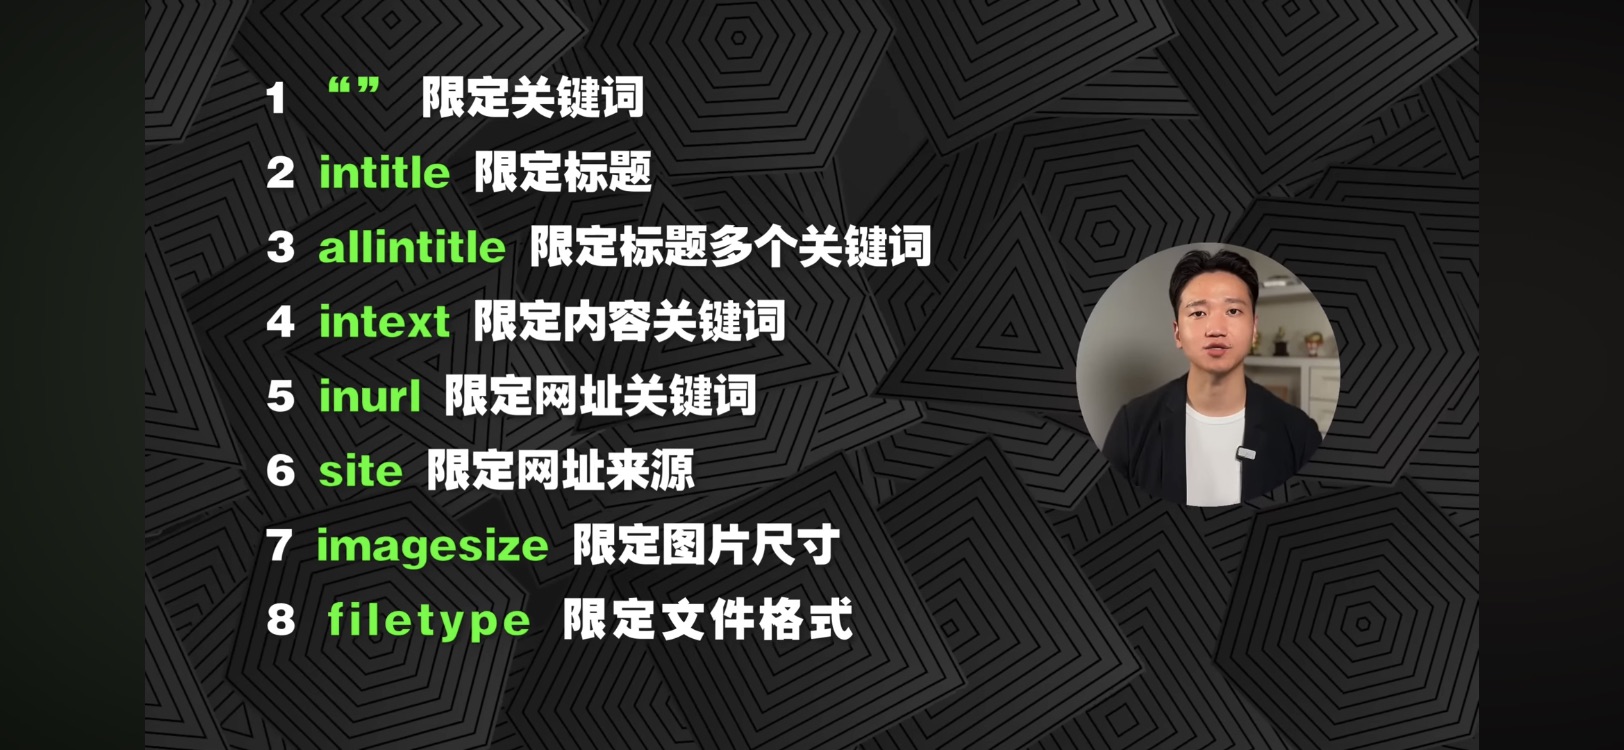 1 “” 限定关键词
2 intitle 限定标题
3 allintitle 限定标题多个关键词
4 intext 限定内容关键词
5 inurl 限定网址关键词
6 site 限定网址来源
7 imagesize 限定图片尺寸
8 filetype 限定文件格式